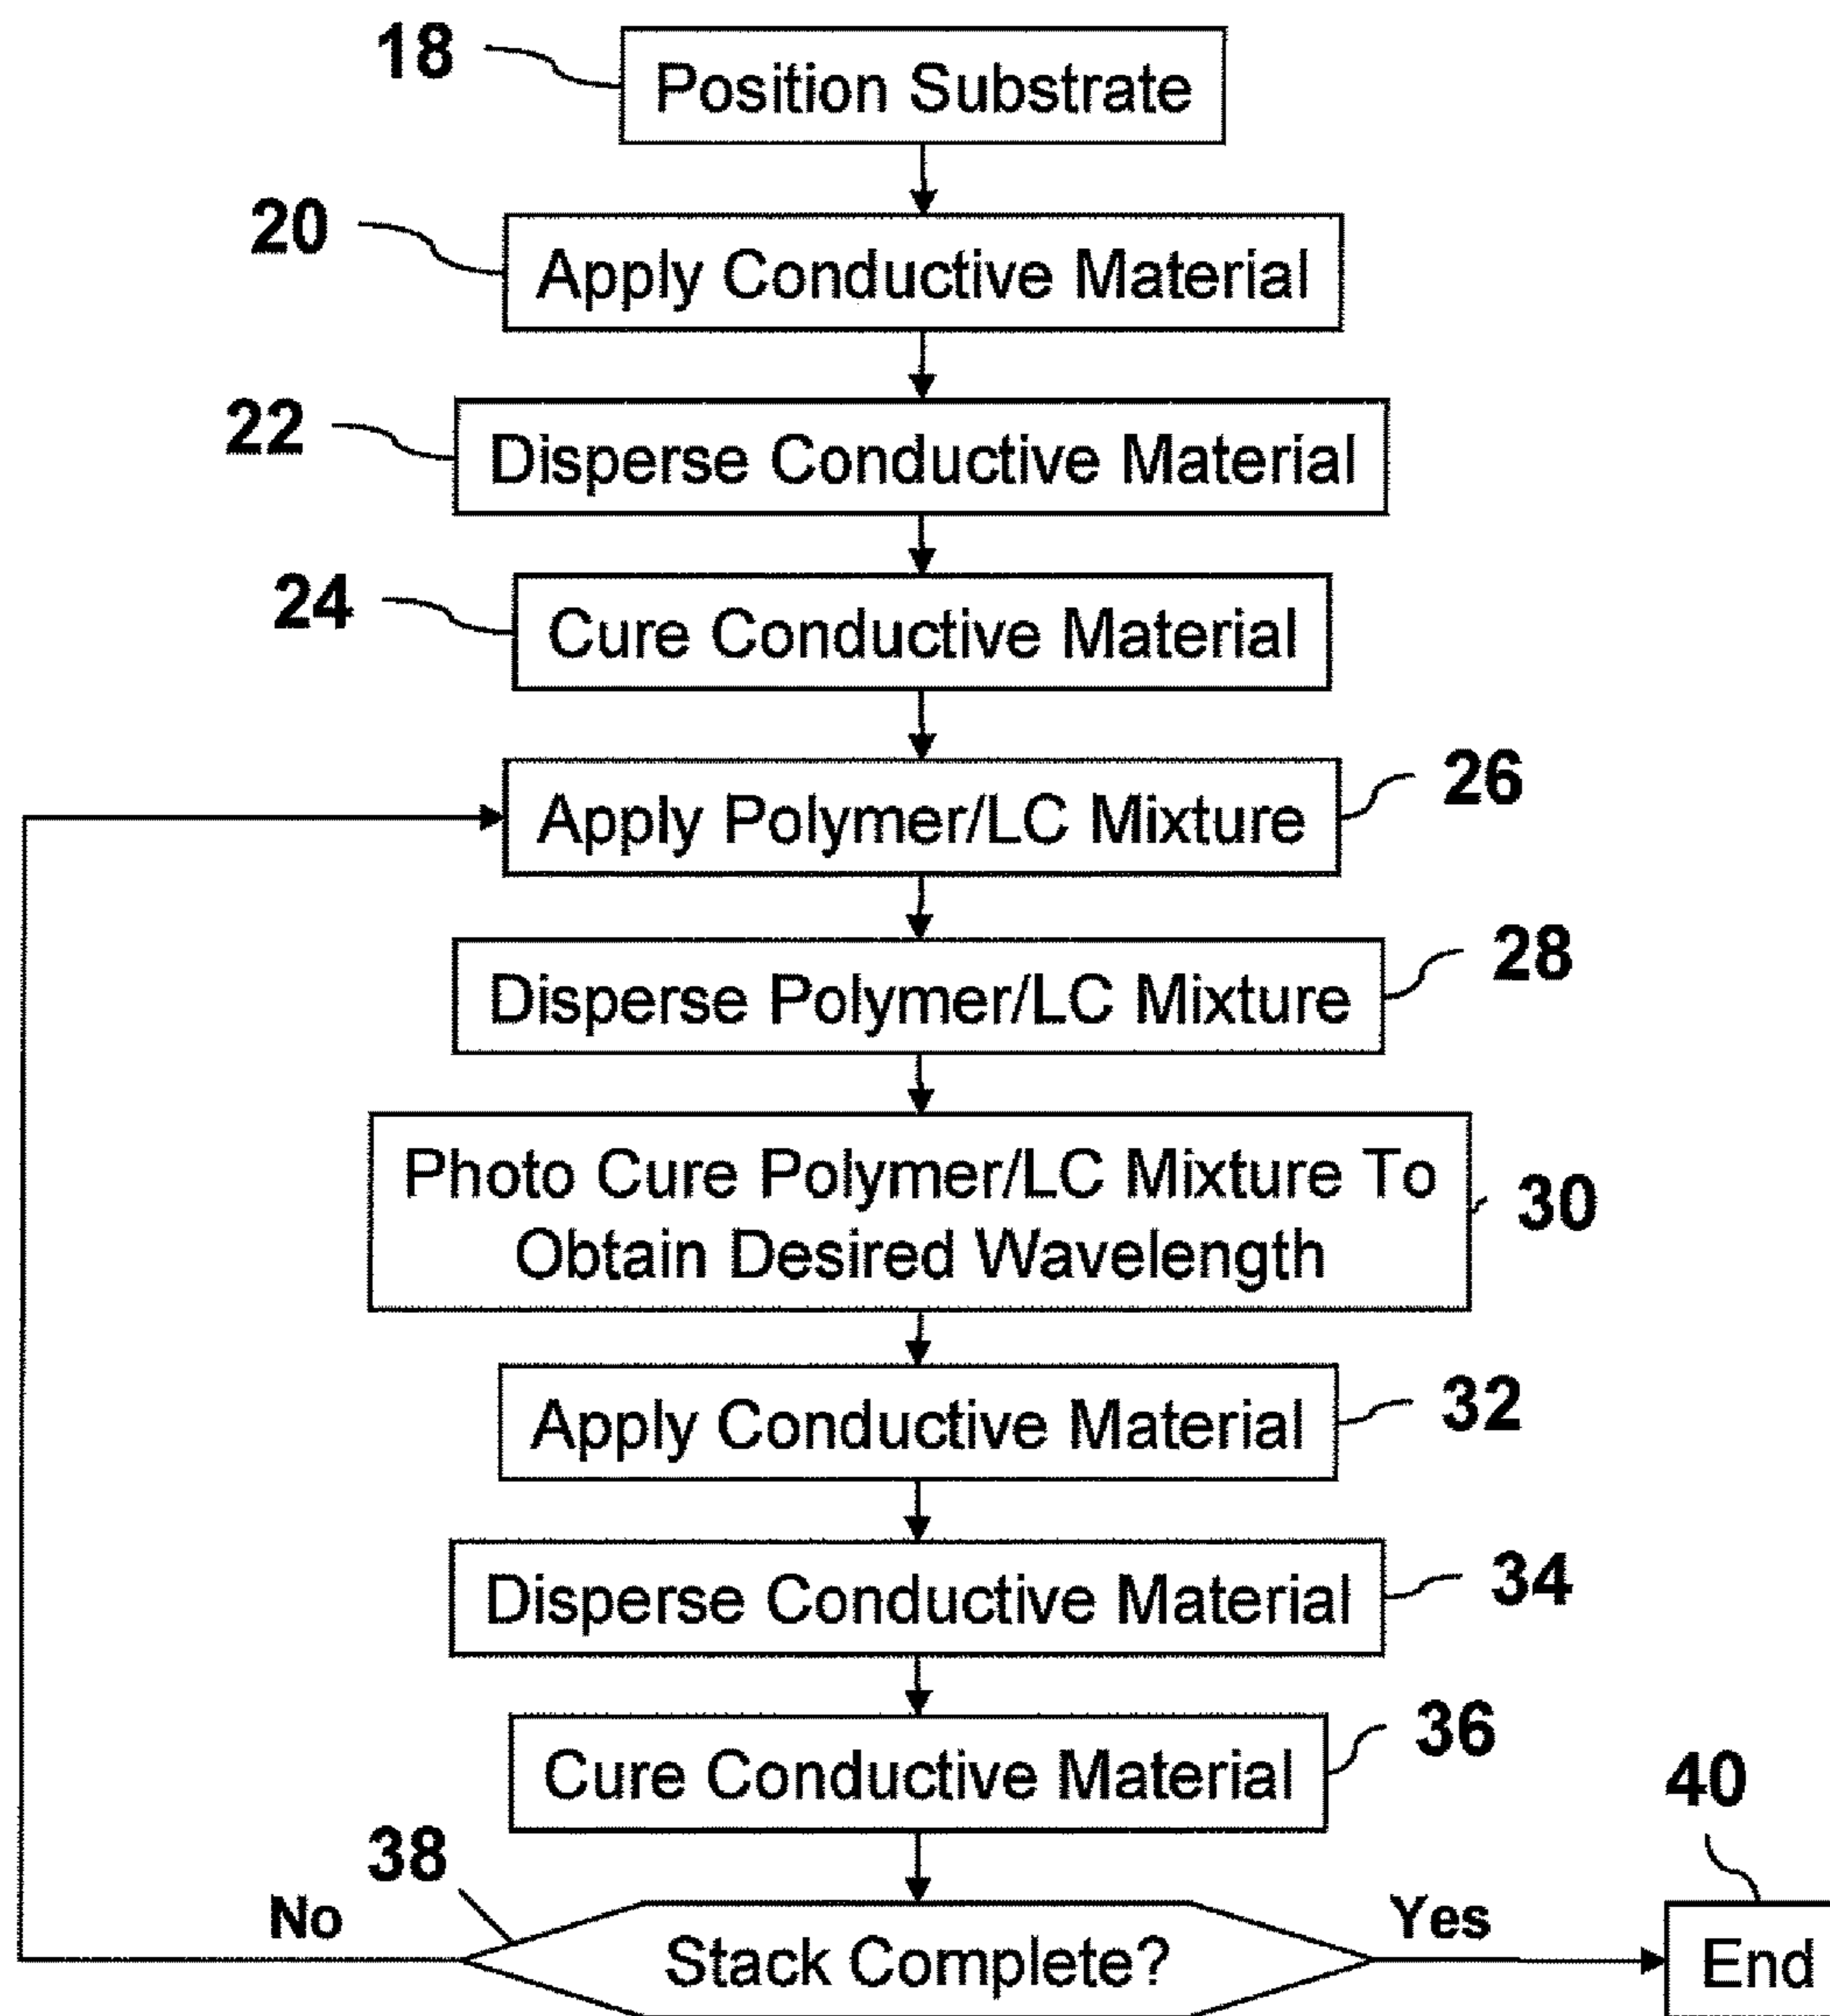 18
Position Substrate
20
Apply Conductive Material
22
Disperse Conductive Material
24
Cure Conductive Material
Apply Polymer/LC Mixture
26
Disperse Polymer/LC Mixture
28
Photo Cure Polymer/LC Mixture To
Obtain Desired Wavelength
30
Apply Conductive Material
32
Disperse Conductive Material
34
Cure Conductive Material
36
38
No
Stack Complete?
Yes
40
End